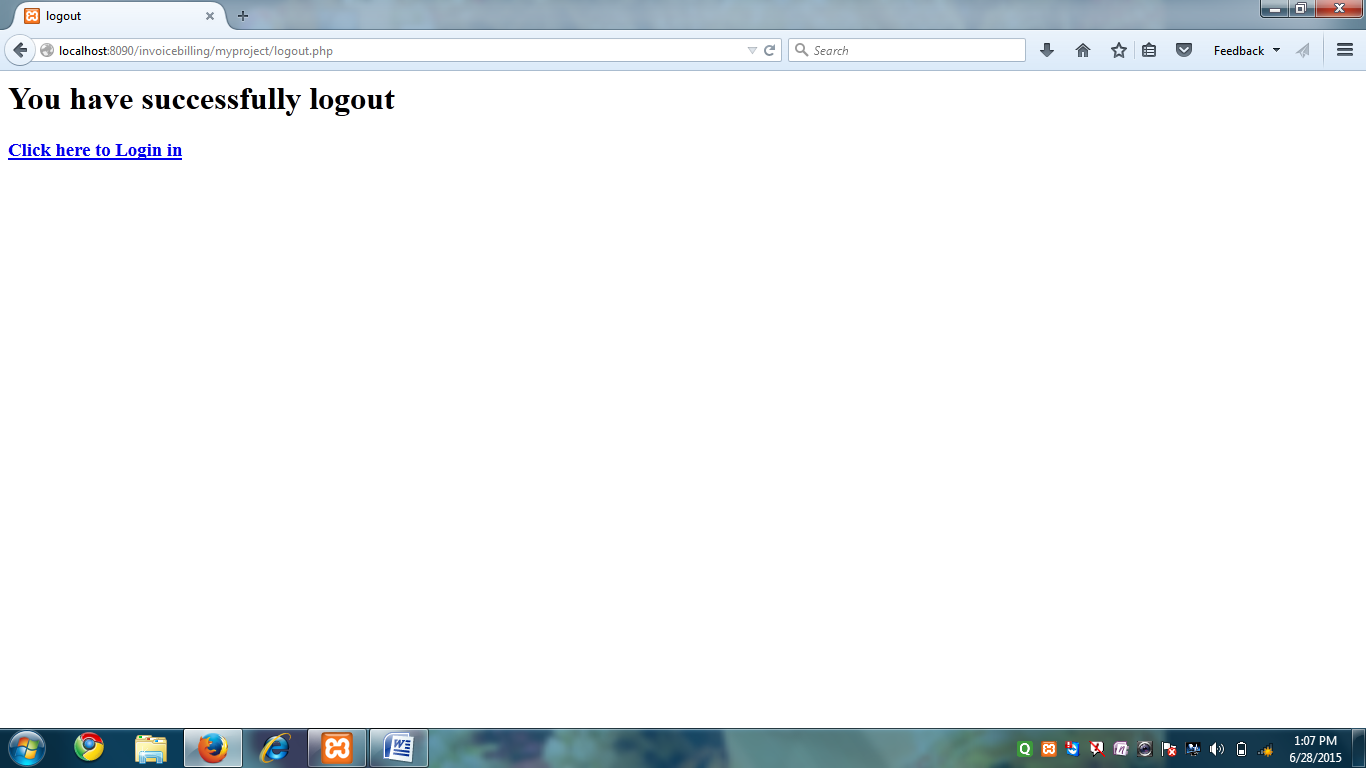 logout
localhost:8090/invoicebilling/myproject/logout.php
Search
Feedback
You have successfully logout
Click here to Login in
1:07 PM
6/28/2015